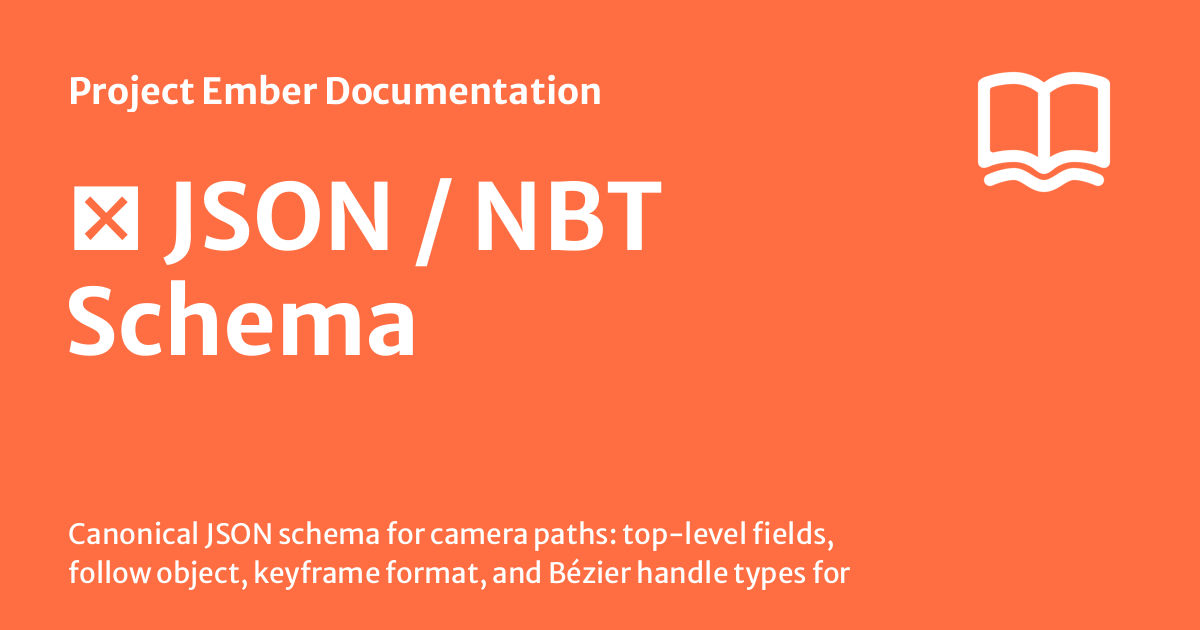 Project Ember Documentation
JSON / NBT
Schema
Canonical JSON schema for camera paths: top-level fields,
follow object, keyframe format, and Bézier handle types for